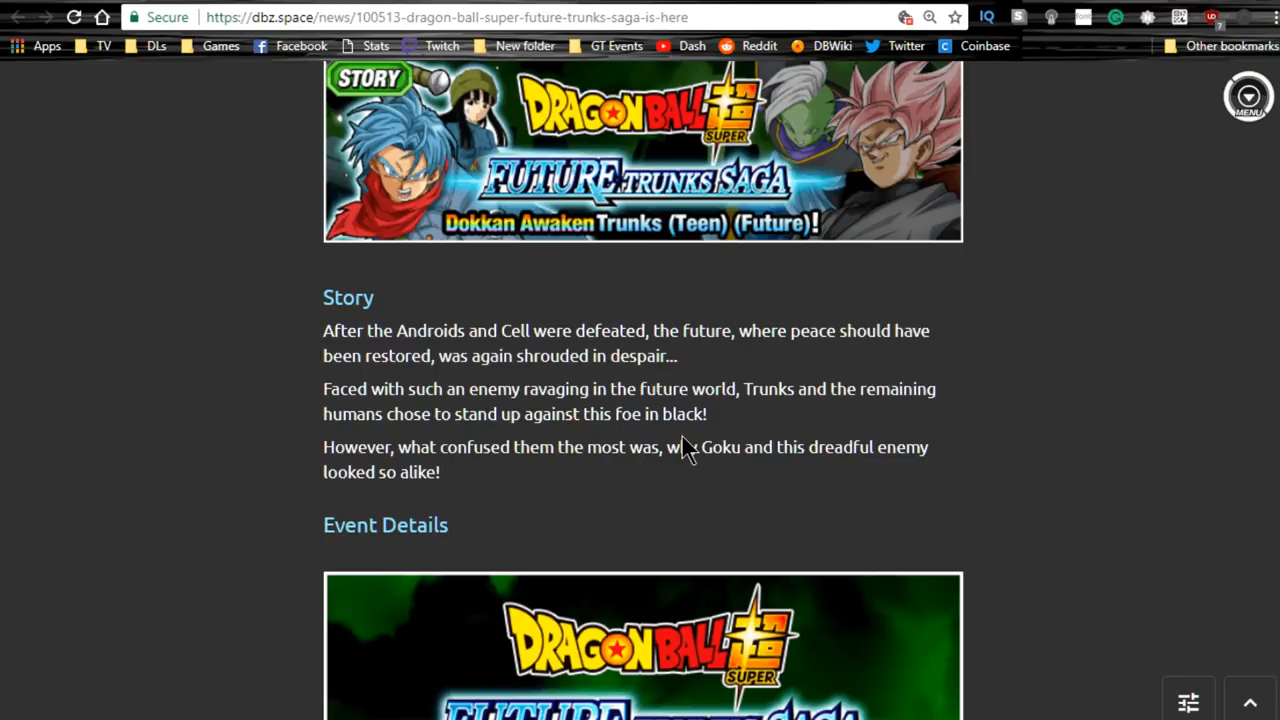 Secure https://dbz.space/news/100513-dragon-ball-super-future-trunks-saga-is-here
Apps TV DLs Games Facebook Stats Twitch New folder GT Events Dash Reddit DBWiki Twitter Coinbase Other bookmarks
STORY
DRAGON BALL 超
SUPER
FUTURE TRUNKS SAGA
Dokkan Awaken Trunks (Teen) (Future)!
MENU
Story
After the Androids and Cell were defeated, the future, where peace should have
been restored, was again shrouded in despair...
Faced with such an enemy ravaging in the future world, Trunks and the remaining
humans chose to stand up against this foe in black!
However, what confused them the most was, Goku and this dreadful enemy
looked so alike!
Event Details
DRAGON BALL 超
SUPER
FUTURE TRUNKS SAGA